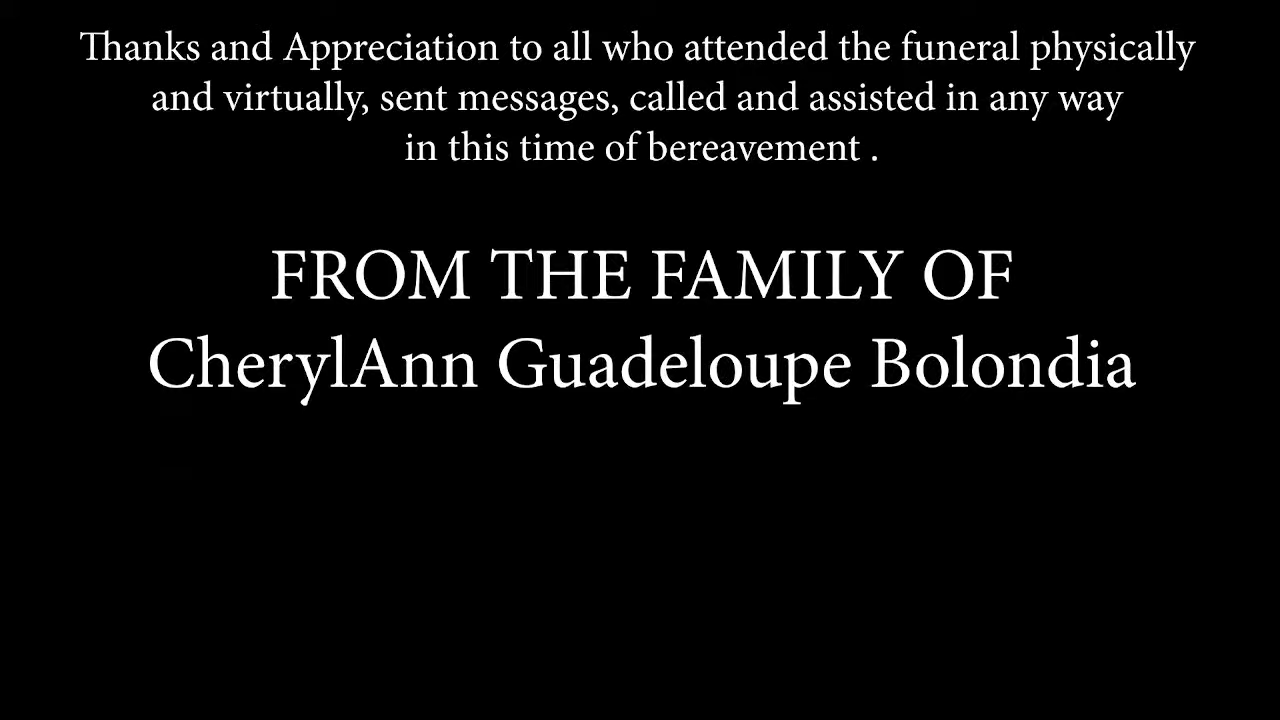 Thanks and Appreciation to all who attended the funeral physically
and virtually, sent messages, called and assisted in any way
in this time of bereavement .
FROM THE FAMILY OF
CherylAnn Guadeloupe Bolondia